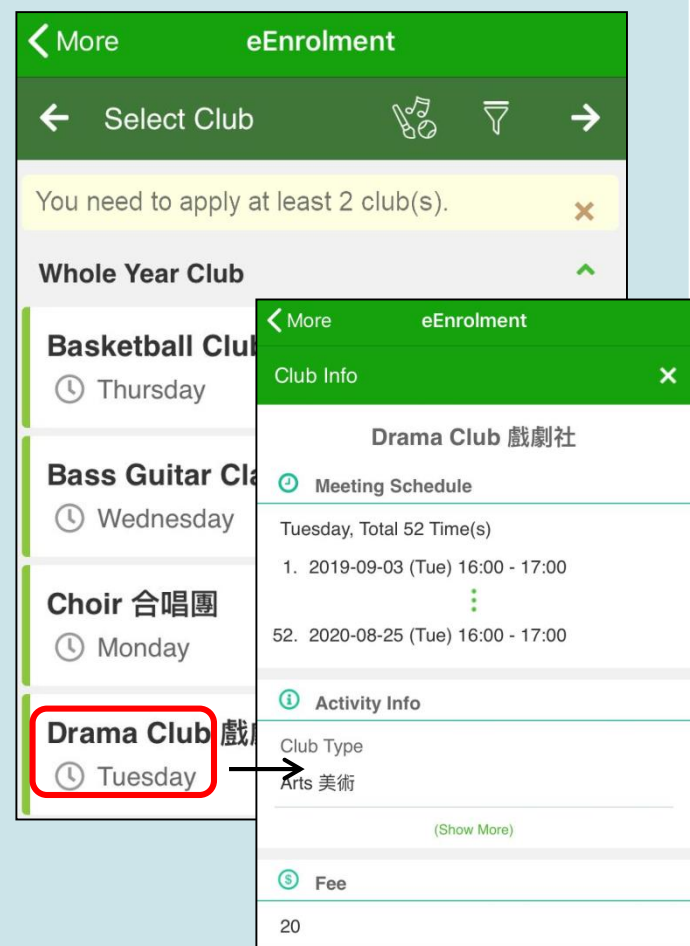 More eEnrolment
Select Club
You need to apply at least 2 club(s).
Whole Year Club
Basketball Club
Thursday
Bass Guitar
Wednesday
Choir 合唱團
Monday
Drama Club 戲
Tuesday
More eEnrolment
Club Info
Drama Club 戲劇社
Meeting Schedule
Tuesday, Total 52 Time(s)
1. 2019-09-03 (Tue) 16:00 - 17:00
52. 2020-08-25 (Tue) 16:00 - 17:00
Activity Info
Club Type
Arts 美術
(Show More)
Fee
20